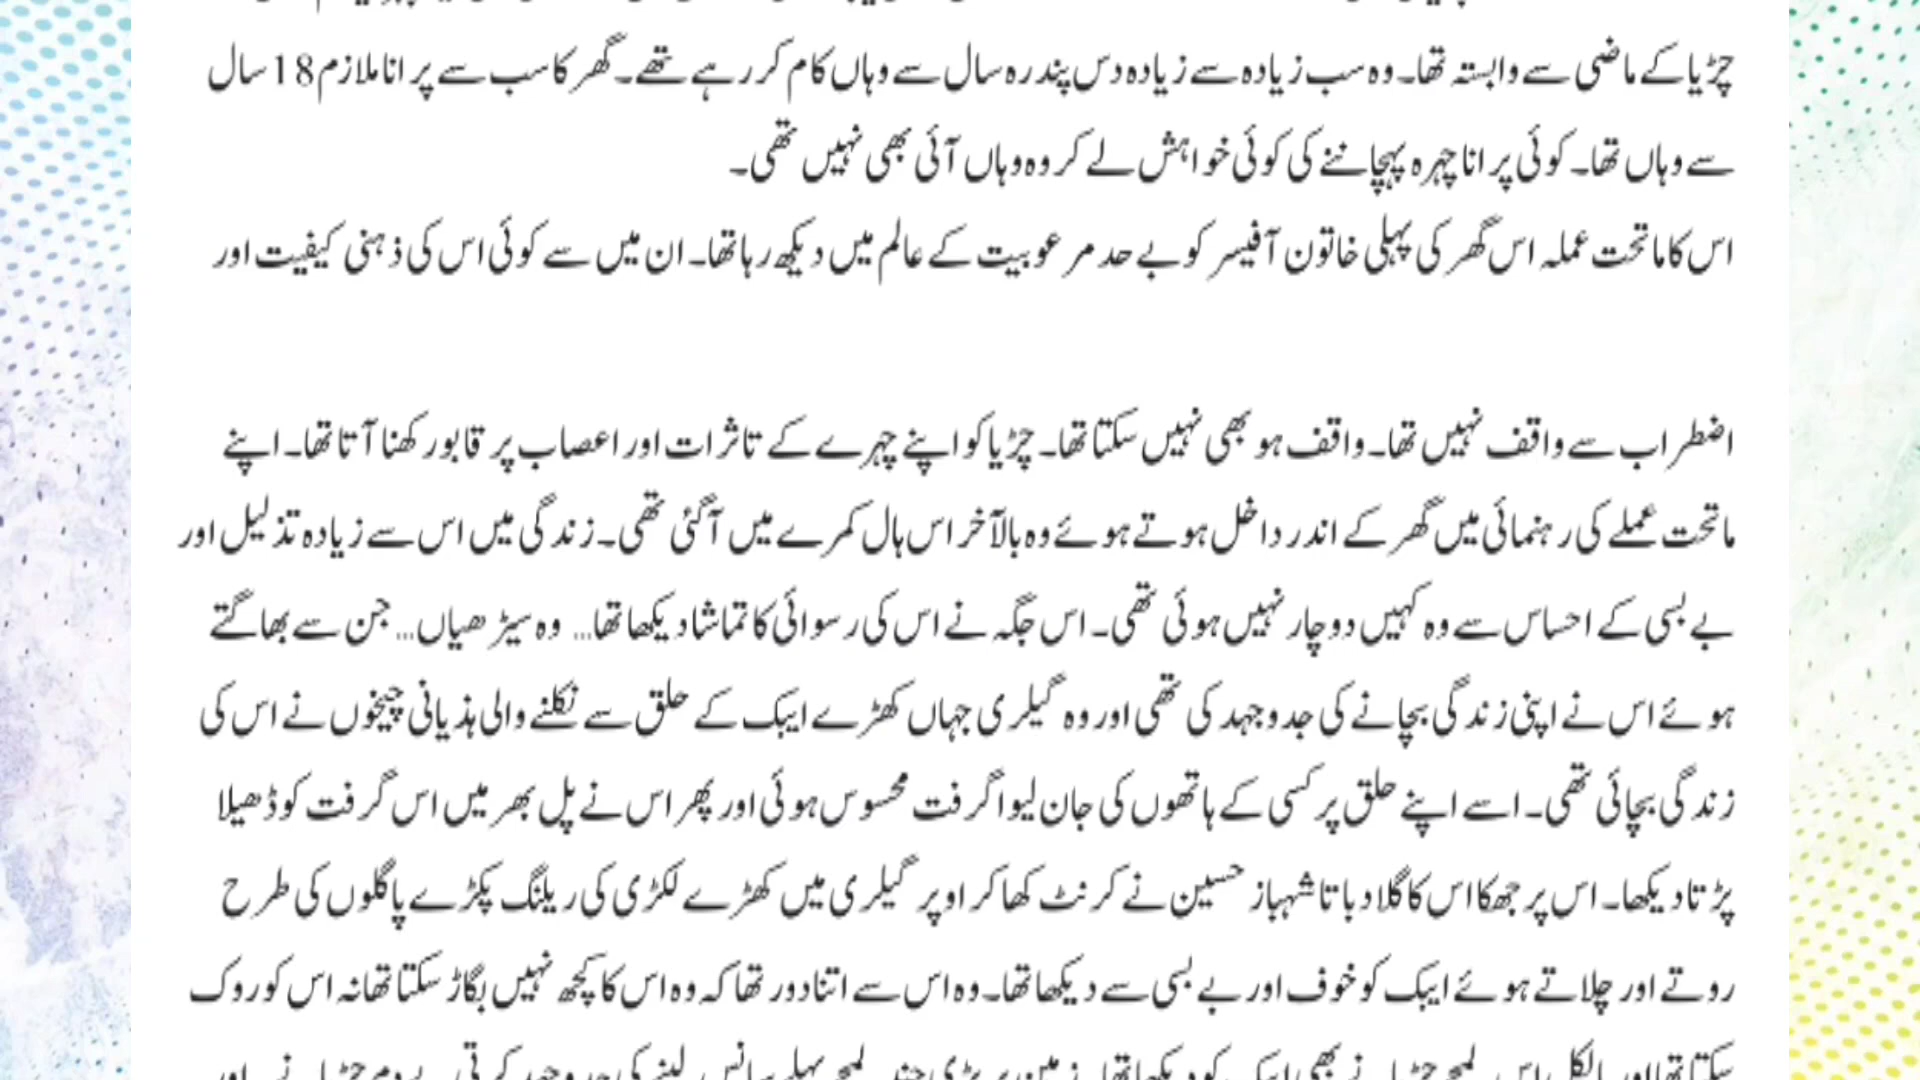 چڑیا کے ماضی سے وابستہ تھا۔ وہ سب زیادہ سے زیادہ دس پندرہ سال سے وہاں کام کر رہے تھے۔ گھر کا سب سے پرانا ملازم 18 سال
سے وہاں تھا۔ کوئی پرانا چہرہ پہچاننے کی کوئی خواہش لے کر وہ وہاں آئی بھی نہیں تھی۔
اس کا ماتحت عملہ اس گھر کی پہلی خاتون آفیسر کو بے حد مرعوبیت کے عالم میں دیکھ رہا تھا۔ ان میں سے کوئی اس کی ذہنی کیفیت اور
اضطراب سے واقف نہیں تھا۔ واقف ہو بھی نہیں سکتا تھا۔ چڑیا کو اپنے چہرے کے تاثرات اور اعصاب پر قابو رکھنا آتا تھا۔ اپنے
ماتحت عملے کی رہنمائی میں گھر کے اندر داخل ہوتے ہوئے وہ بالآخر اس ہال کمرے میں آگئی تھی۔ زندگی میں اس سے زیادہ تذلیل اور
بے بسی کے احساس سے وہ کہیں دوچار نہیں ہوئی تھی۔ اس جگہ نے اس کی رسوائی کا تماشا دیکھا تھا... وہ سیڑھیاں... جن سے بھاگتے
ہوئے اس نے اپنی زندگی بچانے کی جدوجہد کی تھی اور وہ گیلری جہاں کھڑے ایبک کے حلق سے نکلنے والی ہذیانی چیخوں نے اس کی
زندگی بچائی تھی۔ اسے اپنے حلق پر کسی کے ہاتھوں کی جان لیوا گرفت محسوس ہوئی اور پھر اس نے پل بھر میں اس گرفت کو ڈھیلا
پڑتا دیکھا۔ اس پر جھکا اس کا گلا دباتا شہباز حسین نے کرنٹ کھا کر اوپر گیلری میں کھڑے لکڑی کی ریلنگ پکڑے پاگلوں کی طرح
روتے اور چلاتے ہوئے ایبک کو خوف اور بے بسی سے دیکھا تھا۔ وہ اس سے اتنا دور تھا کہ وہ اس کا کچھ نہیں بگاڑ سکتا تھا نہ اس کو روک